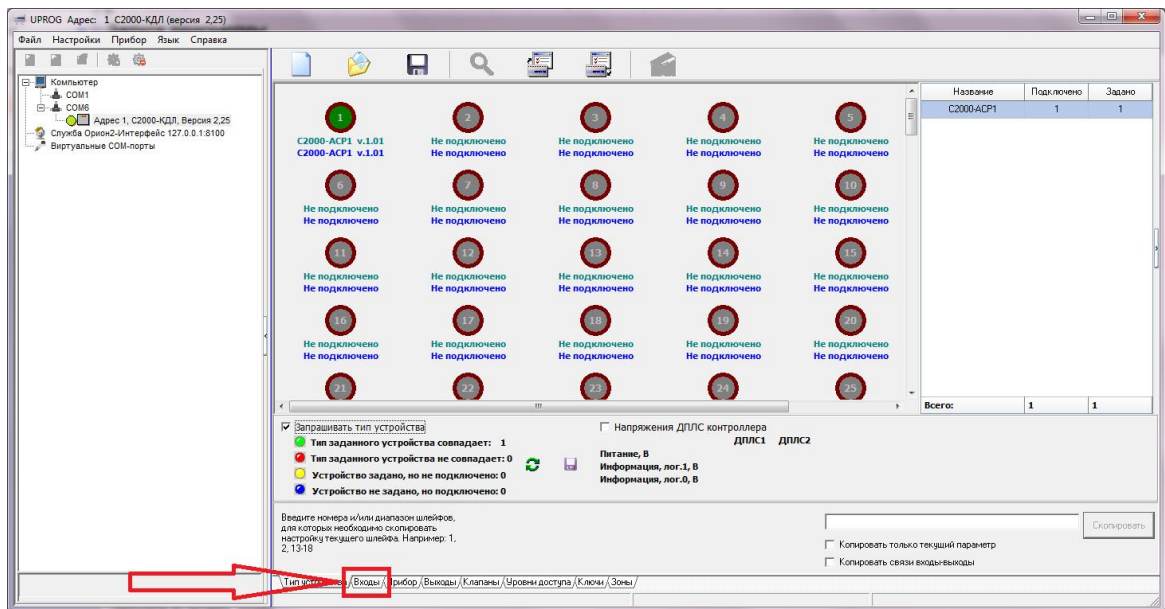 UPROG Адрес: 1 С2000-КДЛ (версия 2,25)
Файл Настройки Прибор Язык Справка
Компьютер
COM1
COM6
Адрес 1, С2000-КДЛ, Версия 2,25
Служба Орион2-Интерфейс 127.0.0.1:8100
Виртуальные COM-порты
1 2 3 4 5
С2000-АСР1 v.1.01 Не подключено Не подключено Не подключено Не подключено
С2000-АСР1 v.1.01 Не подключено Не подключено Не подключено Не подключено
6 7 8 9 10
Не подключено Не подключено Не подключено Не подключено Не подключено
Не подключено Не подключено Не подключено Не подключено Не подключено
11 12 13 14 15
Не подключено Не подключено Не подключено Не подключено Не подключено
Не подключено Не подключено Не подключено Не подключено Не подключено
16 17 18 19 20
Не подключено Не подключено Не подключено Не подключено Не подключено
Не подключено Не подключено Не подключено Не подключено Не подключено
21 22 23 24 25
Название Подключено Задано
С2000-АСР1 1 1
Всего: 1 1
Запрашивать тип устройства
Тип заданного устройства совпадает: 1
Тип заданного устройства не совпадает: 0
Устройство задано, но не подключено: 0
Устройство не задано, но подключено: 0
Напряжения ДПЛС контроллера
ДПЛС1 ДПЛС2
Питание, В
Информация, лог.1, В
Информация, лог.0, В
Введите номера и/или диапазон шлейфов,
для которых необходимо скопировать
настройку текущего шлейфа. Например: 1,
2, 13-18
Скопировать
Копировать только текущий параметр
Копировать связи входы-выходы
Тип устройства Входы Прибор Выходы Клапаны Уровни доступа Ключи Зоны